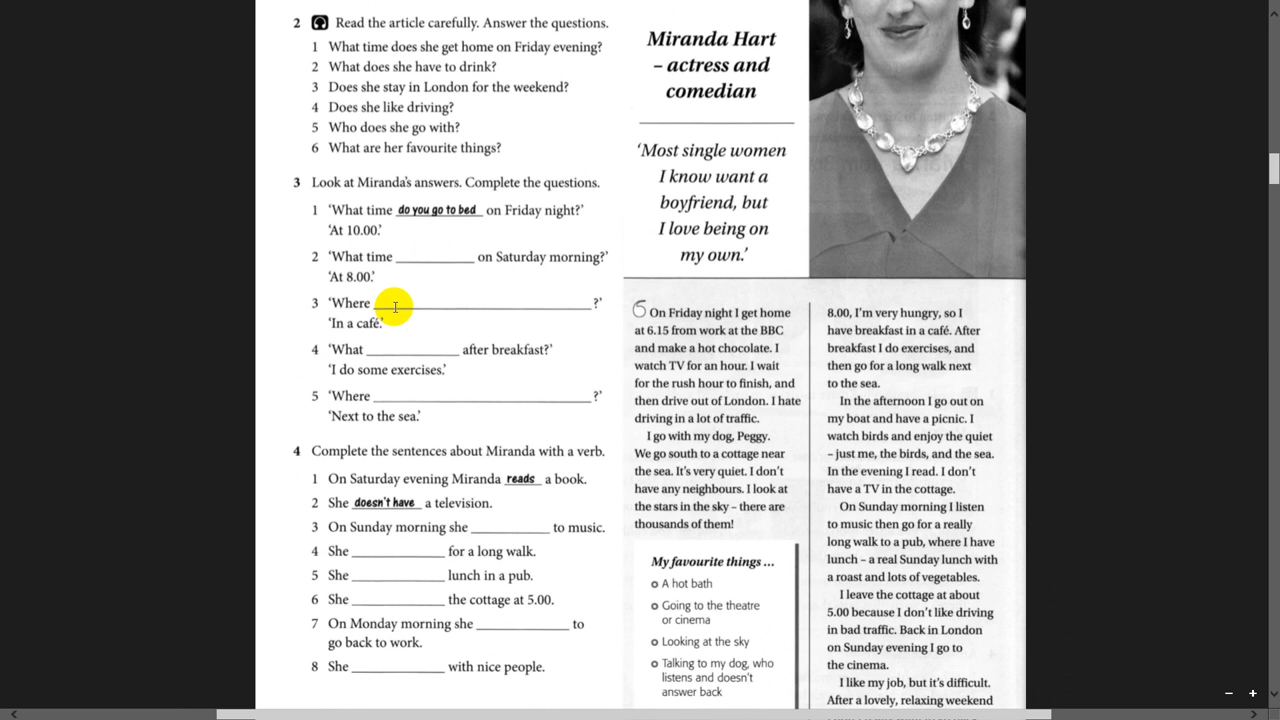 2 Read the article carefully. Answer the questions.
1 What time does she get home on Friday evening?
2 What does she have to drink?
3 Does she stay in London for the weekend?
4 Does she like driving?
5 Who does she go with?
6 What are her favourite things?
3 Look at Miranda's answers. Complete the questions.
1 'What time do you go to bed on Friday night?'
'At 10.00.'
2 'What time ____________ on Saturday morning?'
'At 8.00.'
3 'Where ____________ ?'
'In a café.'
4 'What ____________ after breakfast?'
'I do some exercises.'
5 'Where ____________ ?'
'Next to the sea.'
4 Complete the sentences about Miranda with a verb.
1 On Saturday evening Miranda reads a book.
2 She doesn't have a television.
3 On Sunday morning she ____________ to music.
4 She ____________ for a long walk.
5 She ____________ lunch in a pub.
6 She ____________ the cottage at 5.00.
7 On Monday morning she ____________ to
go back to work.
8 She ____________ with nice people.
Miranda Hart
– actress and
comedian
'Most single women
I know want a
boyfriend, but
I love being on
my own.'
6 On Friday night I get home
at 6.15 from work at the BBC
and make a hot chocolate. I
watch TV for an hour. I wait
for the rush hour to finish, and
then drive out of London. I hate
driving in a lot of traffic.
I go with my dog, Peggy.
We go south to a cottage near
the sea. It's very quiet. I don't
have any neighbours. I look at
the stars in the sky – there are
thousands of them!
My favourite things ...
A hot bath
Going to the theatre
or cinema
Looking at the sky
Talking to my dog, who
listens and doesn't
answer back
8.00, I'm very hungry, so I
have breakfast in a café. After
breakfast I do exercises, and
then go for a long walk next
to the sea.
In the afternoon I go out on
my boat and have a picnic. I
watch birds and enjoy the quiet
– just me, the birds, and the sea.
In the evening I read. I don't
have a TV in the cottage.
On Sunday morning I listen
to music then go for a really
long walk to a pub, where I have
lunch – a real Sunday lunch with
a roast and lots of vegetables.
I leave the cottage at about
5.00 because I don't like driving
in bad traffic. Back in London
on Sunday evening I go to
the cinema.
I like my job, but it's difficult.
After a lovely, relaxing weekend